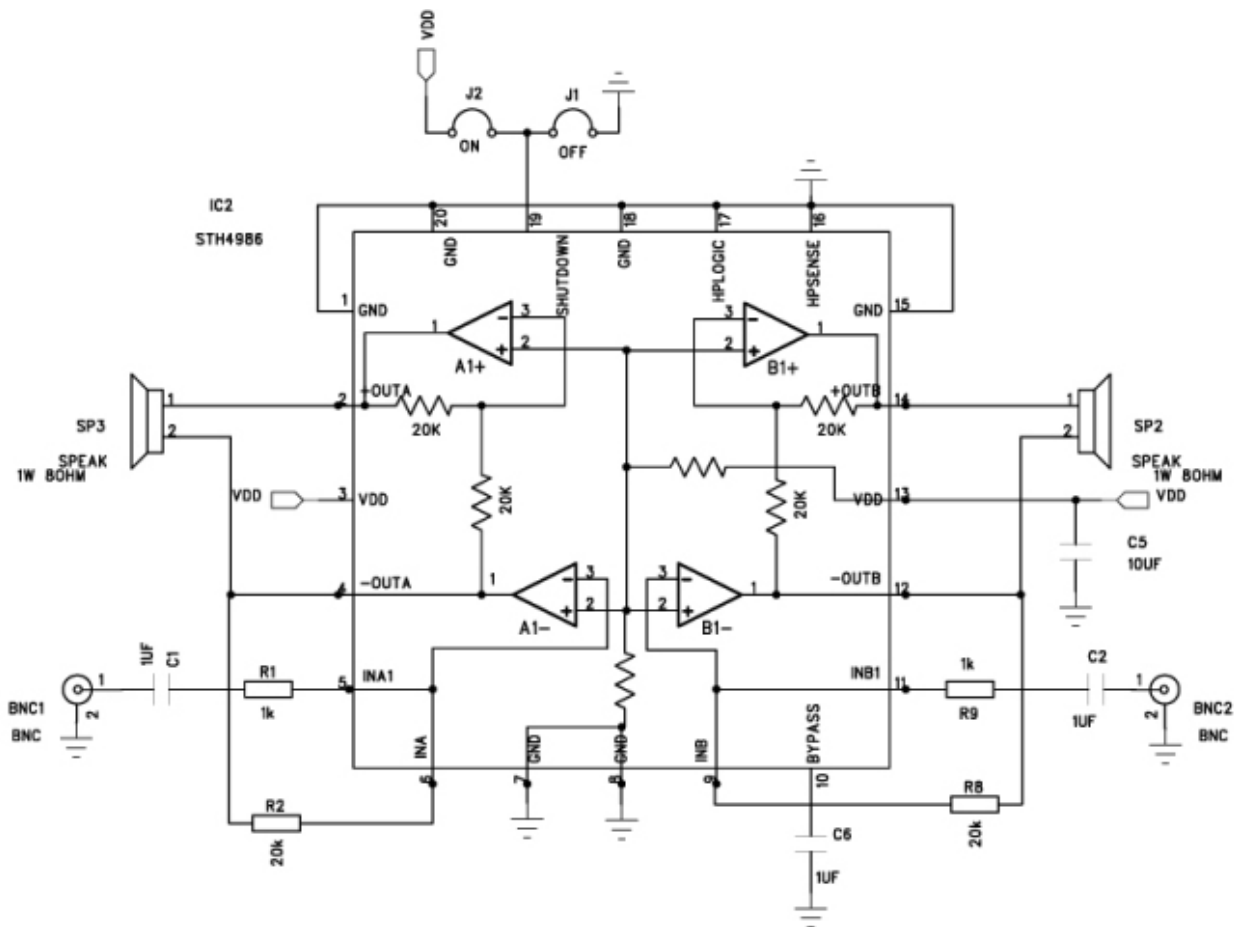 VDD
J2
J1
ON
OFF
IC2
STH4986
20
19
18
17
16
GND
SHUTDOWN
GND
HPLOGIC
HPSENSE
1
GND
GND
15
3
2
1
A1+
3
2
1
B1+
2
+OUTA
+OUTB
14
20K
20K
1
2
SP3
SPEAK
1W 8OHM
1
2
SP2
SPEAK
1W 8OHM
VDD
3
VDD
20K
20K
VDD
13
VDD
C5
10UF
4
-OUTA
1
3
2
A1-
3
2
1
B1-
-OUTB
12
1UF
C1
R1
1k
5
INA1
INB1
11
1k
R9
C2
1UF
1
2
BNC1
BNC
1
2
BNC2
BNC
INA
GND
GND
INB
BYPASS
6
7
8
9
10
R2
20k
R8
20k
C6
1UF